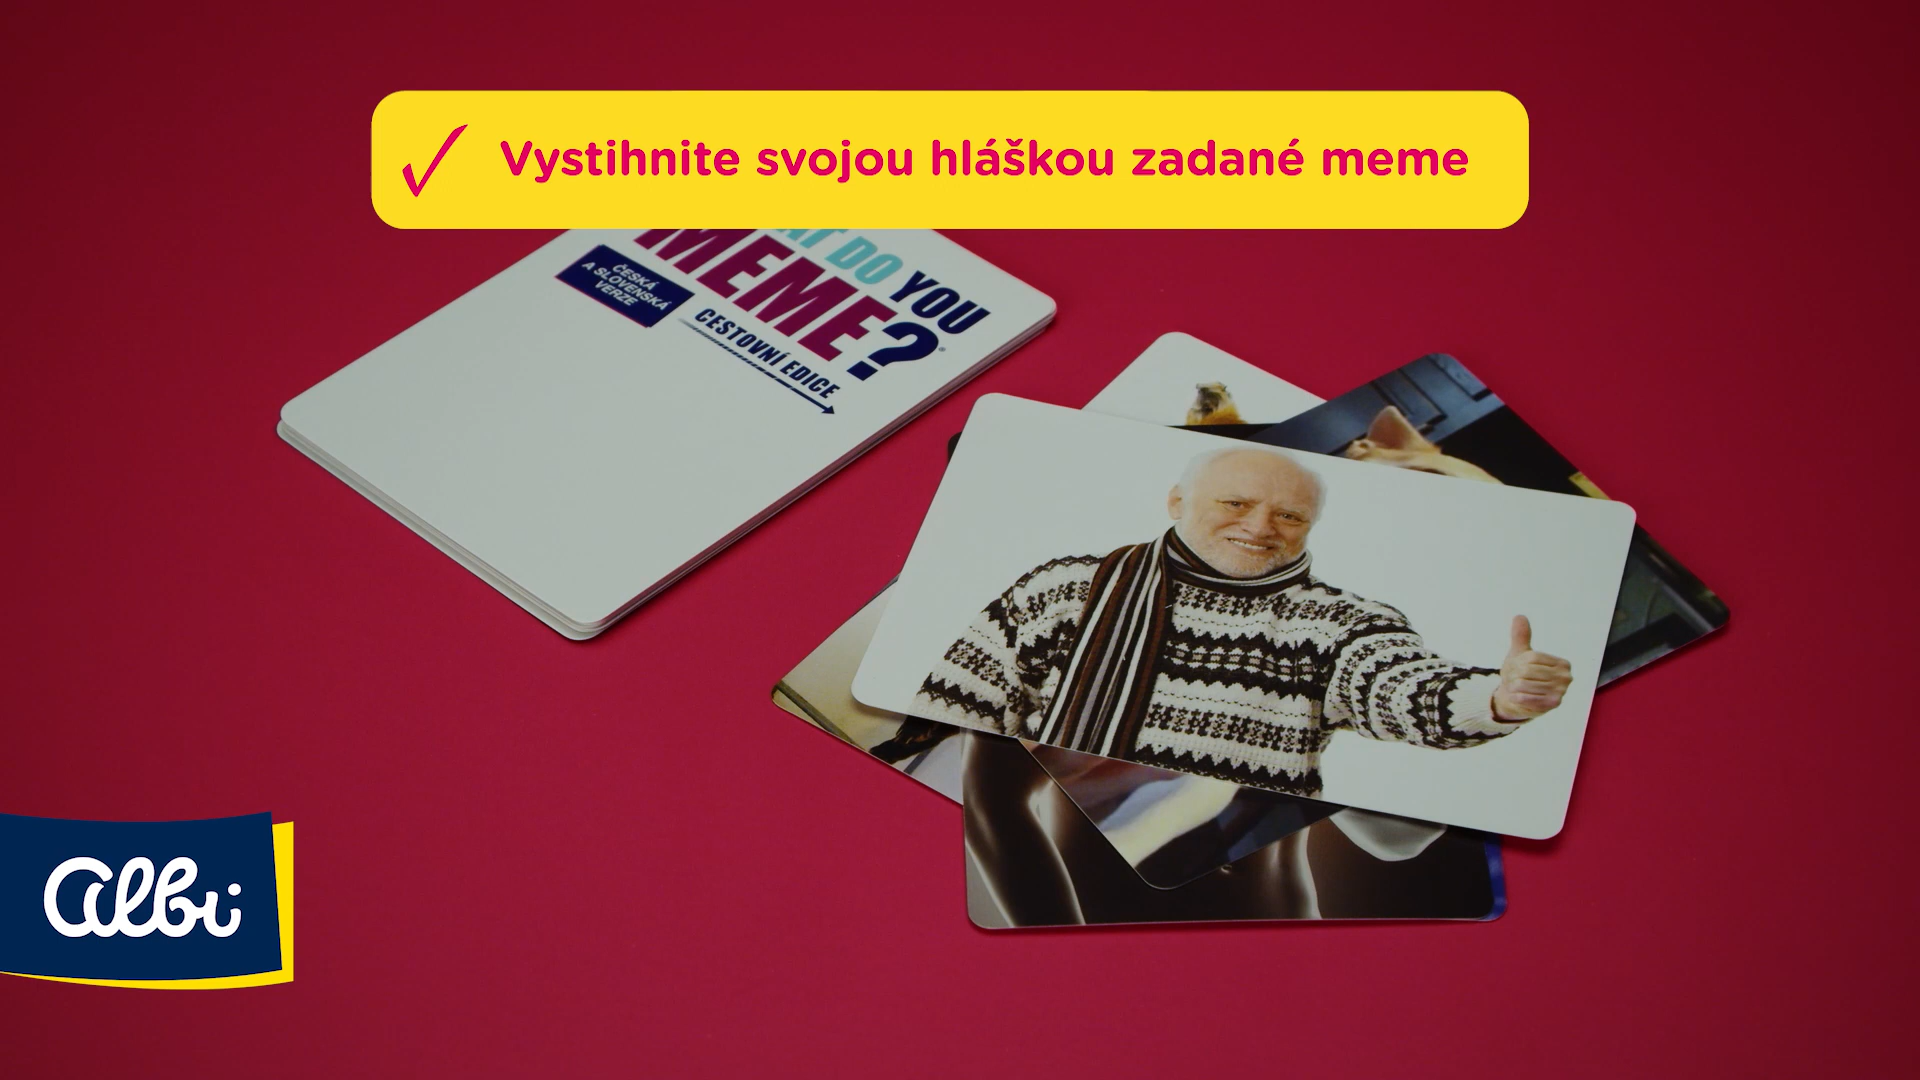 Vystihnite svojou hláškou zadané meme
DO YOU
MEME?
ČESKÁ
A SLOVENSKÁ
VERZE
CESTOVNÍ EDICE
albi